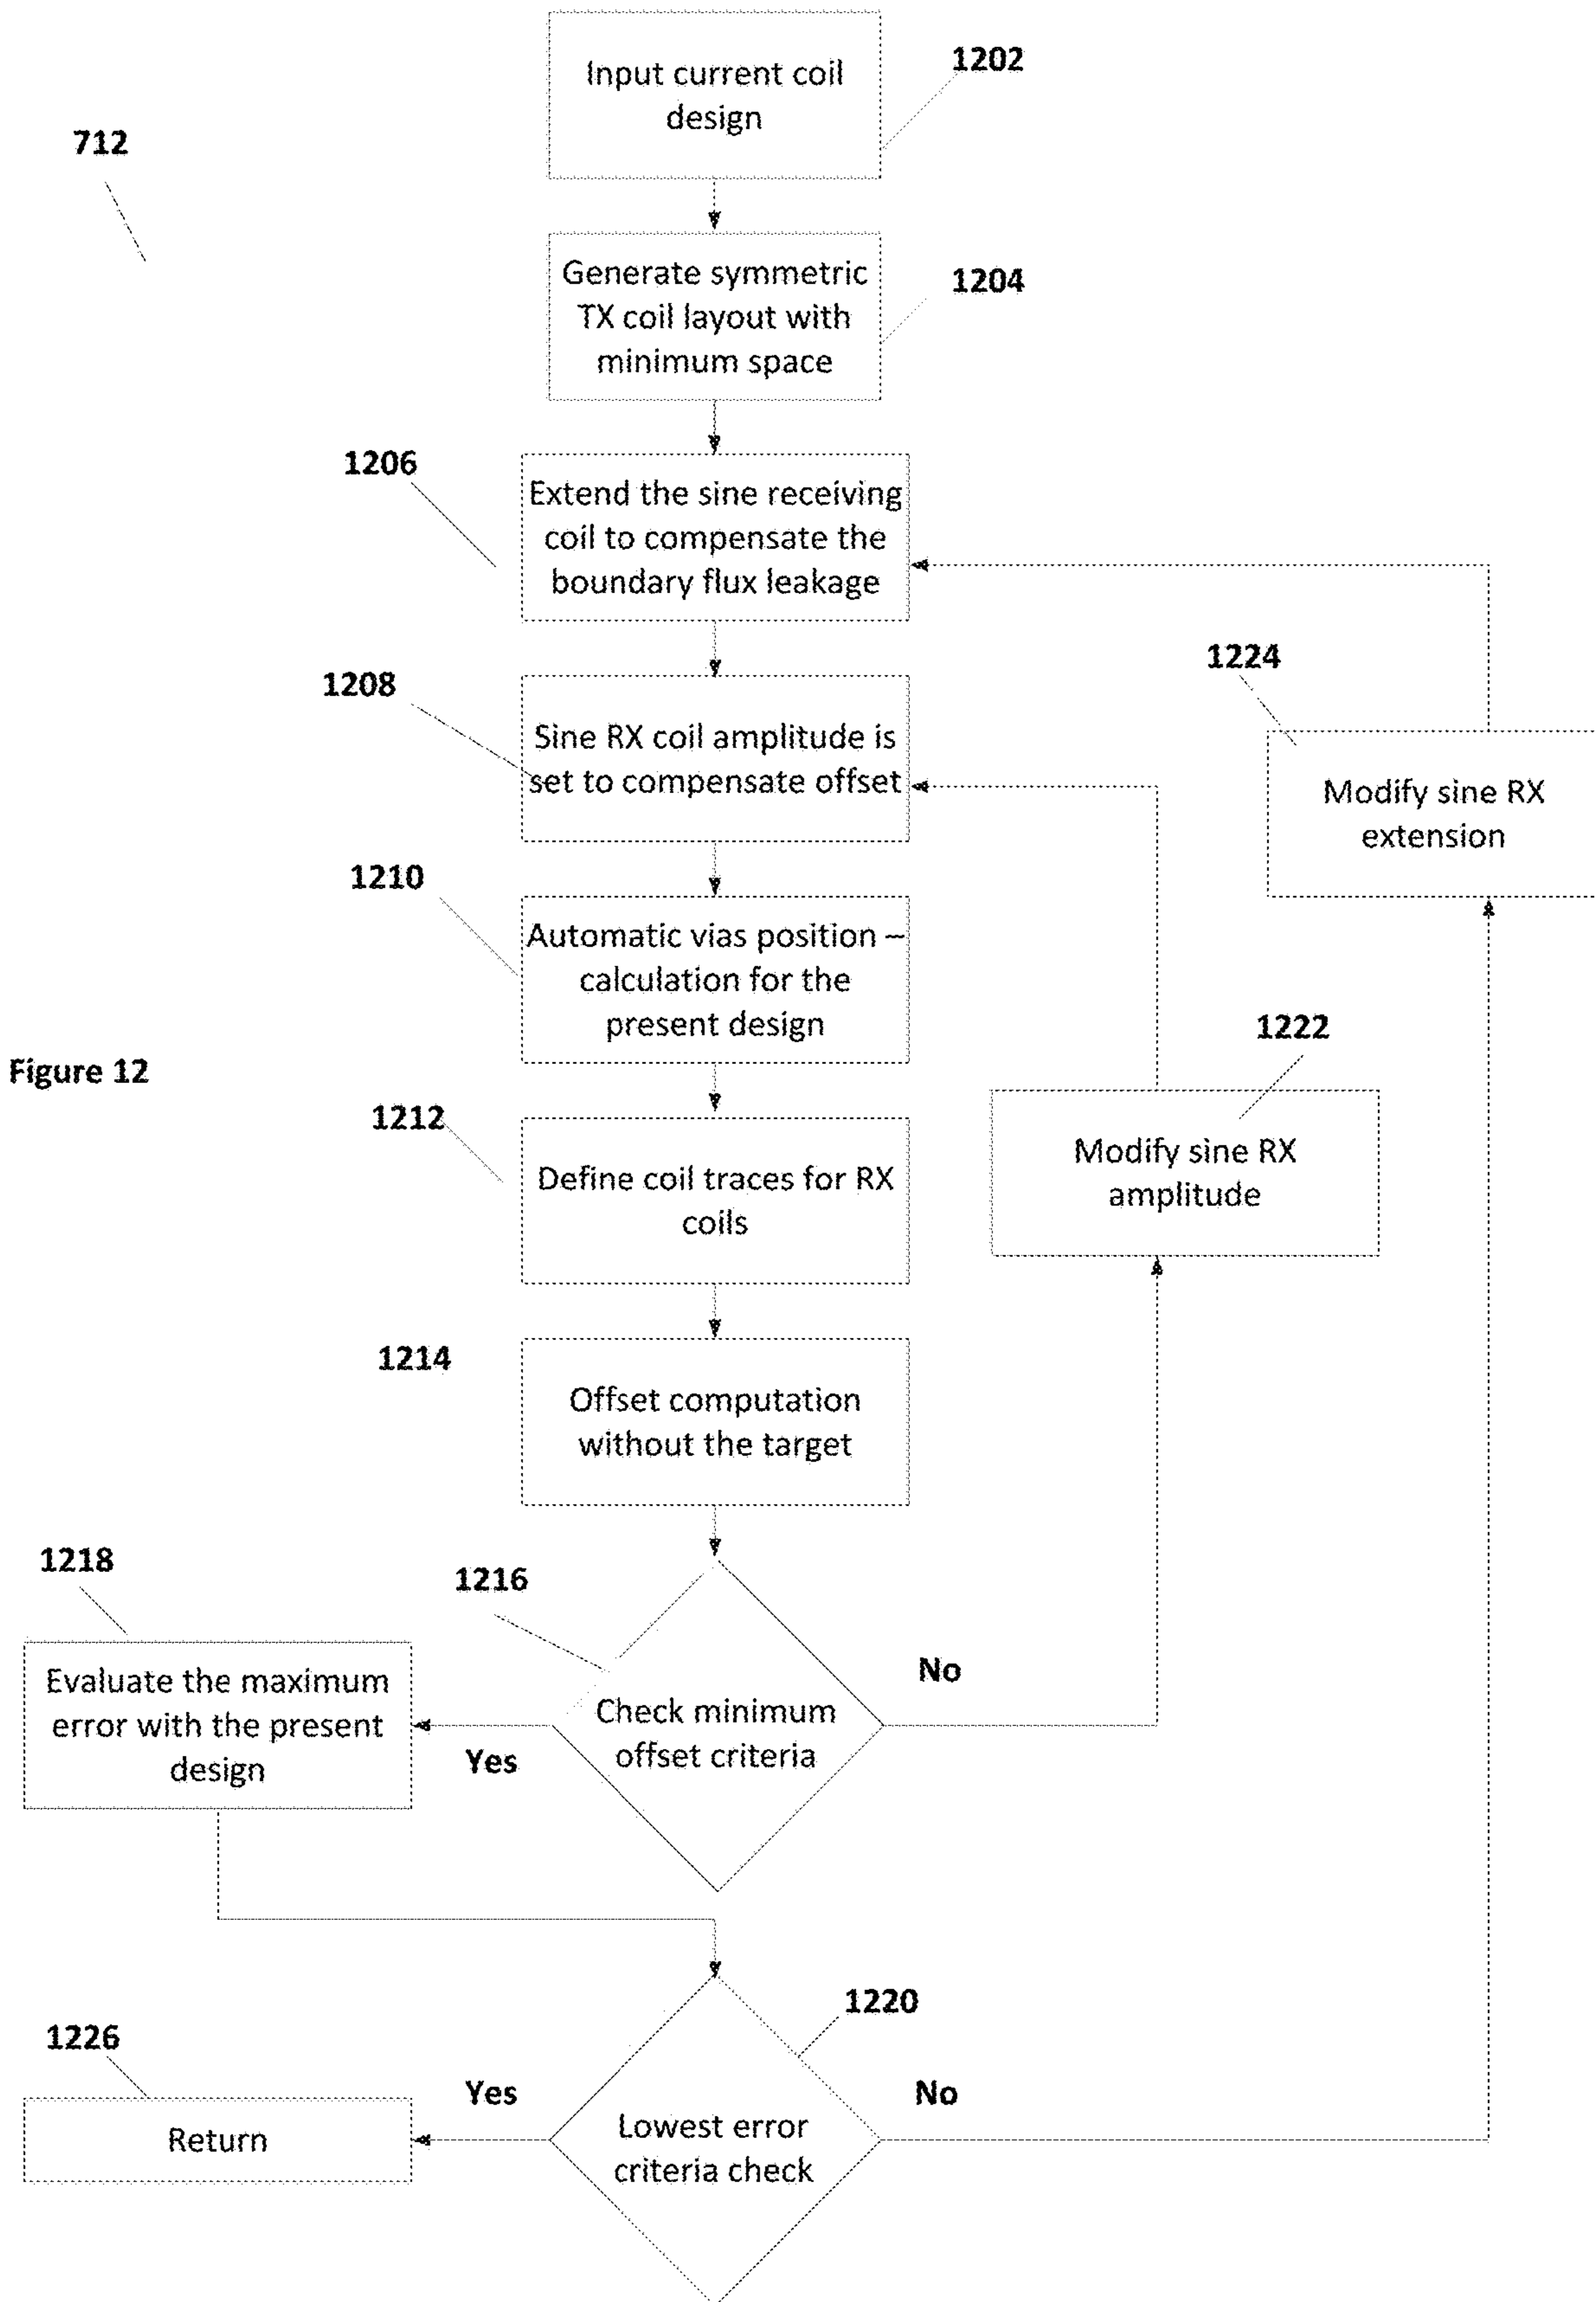 Input current coil
design
1202
712
Generate symmetric
TX coil layout with
minimum space
1204
1206
Extend the sine receiving
coil to compensate the
boundary flux leakage
1224
1208
Sine RX coil amplitude is
set to compensate offset
Modify sine RX
extension
1210
Automatic vias position –
calculation for the
present design
1222
Figure 12
1212
Define coil traces for RX
coils
Modify sine RX
amplitude
1214
Offset computation
without the target
1218
1216
Evaluate the maximum
error with the present
design
Yes
Check minimum
offset criteria
No
1220
1226
Return
Yes
Lowest error
criteria check
No